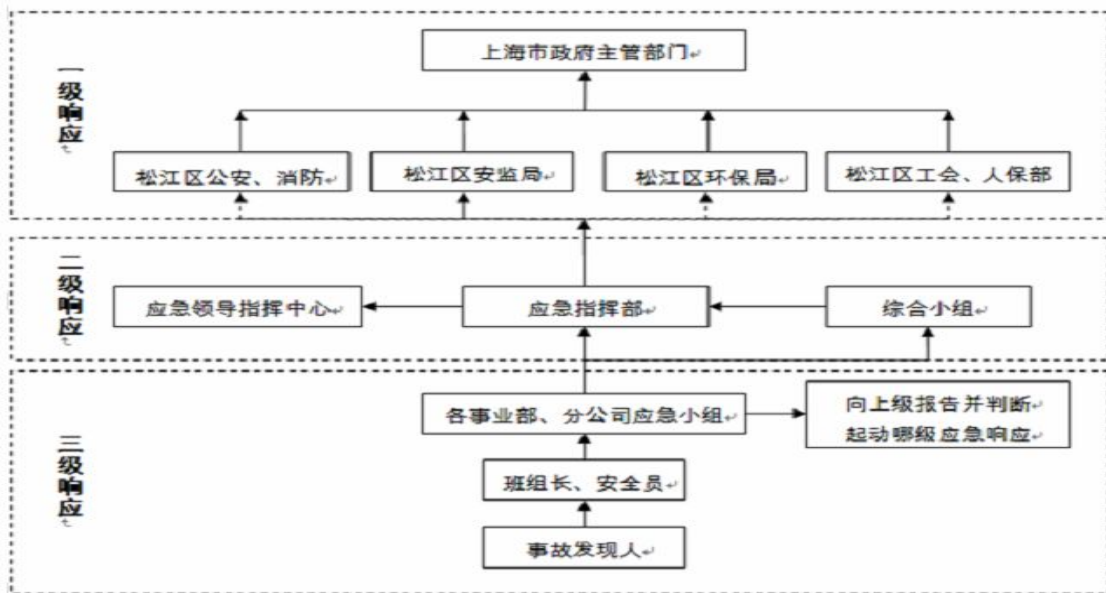 一级响应
上海市政府主管部门
松江区公安、消防
松江区安监局
松江区环保局
松江区工会、人保部
二级响应
应急领导指挥中心
应急指挥部
综合小组
三级响应
各事业部、分公司应急小组
向上级报告并判断
起动哪级应急响应
班组长、安全员
事故发现人